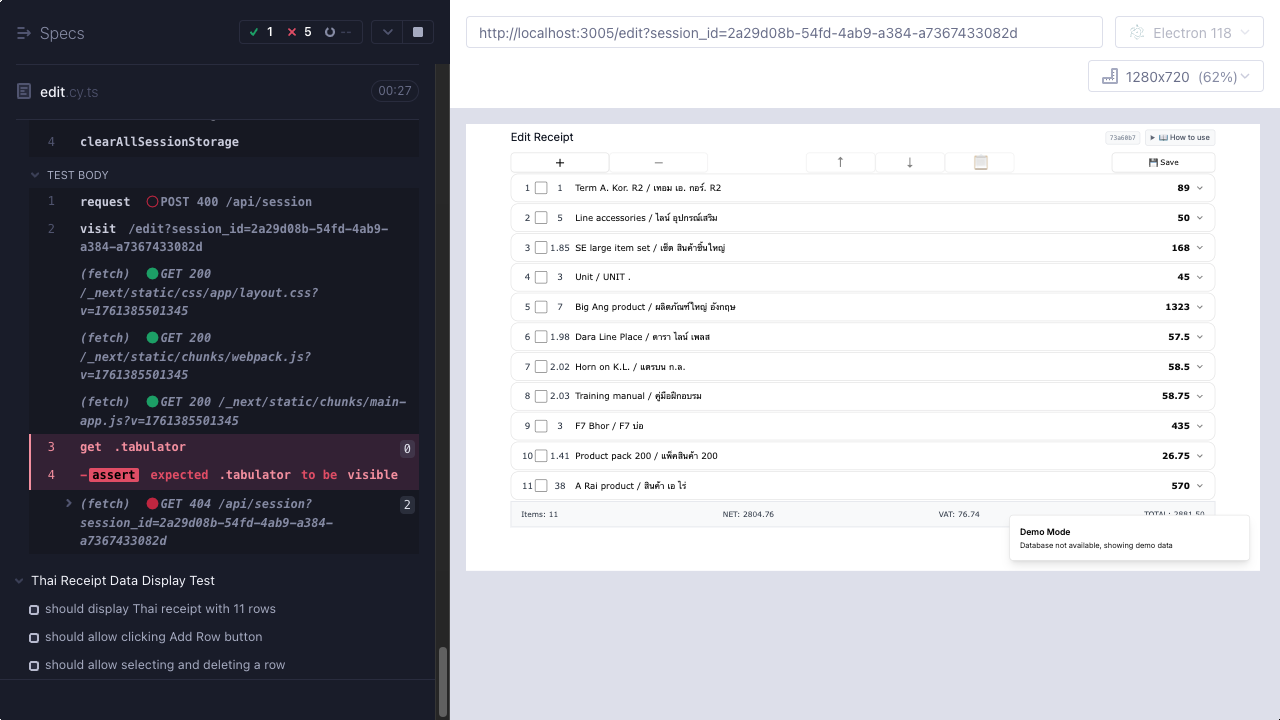 Specs
1 5 --
edit.cy.ts
00:27
4 clearAllSessionStorage
TEST BODY
1 request POST 400 /api/session
2 visit /edit?session_id=2a29d08b-54fd-4ab9-
a384-a7367433082d
(fetch) GET 200
/_next/static/css/app/layout.css?
v=1761385501345
(fetch) GET 200
/_next/static/chunks/webpack.js?
v=1761385501345
(fetch) GET 200 /_next/static/chunks/main-
app.js?v=1761385501345
3 get .tabulator 0
4 -assert expected .tabulator to be visible
(fetch) GET 404 /api/session? 2
session_id=2a29d08b-54fd-4ab9-a384-
a7367433082d
Thai Receipt Data Display Test
should display Thai receipt with 11 rows
should allow clicking Add Row button
should allow selecting and deleting a row
http://localhost:3005/edit?session_id=2a29d08b-54fd-4ab9-a384-a7367433082d
Electron 118
1280x720 (62%)
Edit Receipt
73a60b7
▶ 📖 How to use
+ − ↑ ↓ 📋 💾 Save
1 1 Term A. Kor. R2 / เทอม เอ. กอร์. R2 89
2 5 Line accessories / ไลน์ อุปกรณ์เสริม 50
3 1.85 SE large item set / เซ็ต สินค้าชิ้นใหญ่ 168
4 3 Unit / UNIT . 45
5 7 Big Ang product / ผลิตภัณฑ์ใหญ่ อังกฤษ 1323
6 1.98 Dara Line Place / ดารา ไลน์ เพลส 57.5
7 2.02 Horn on K.L. / แตรบน ก.ล. 58.5
8 2.03 Training manual / คู่มือฝึกอบรม 58.75
9 3 F7 Bhor / F7 บ่อ 435
10 1.41 Product pack 200 / แพ็คสินค้า 200 26.75
11 38 A Rai product / สินค้า เอ ไร่ 570
Items: 11 NET: 2804.76 VAT: 76.74 TOTAL: 2881.50
Demo Mode
Database not available, showing demo data